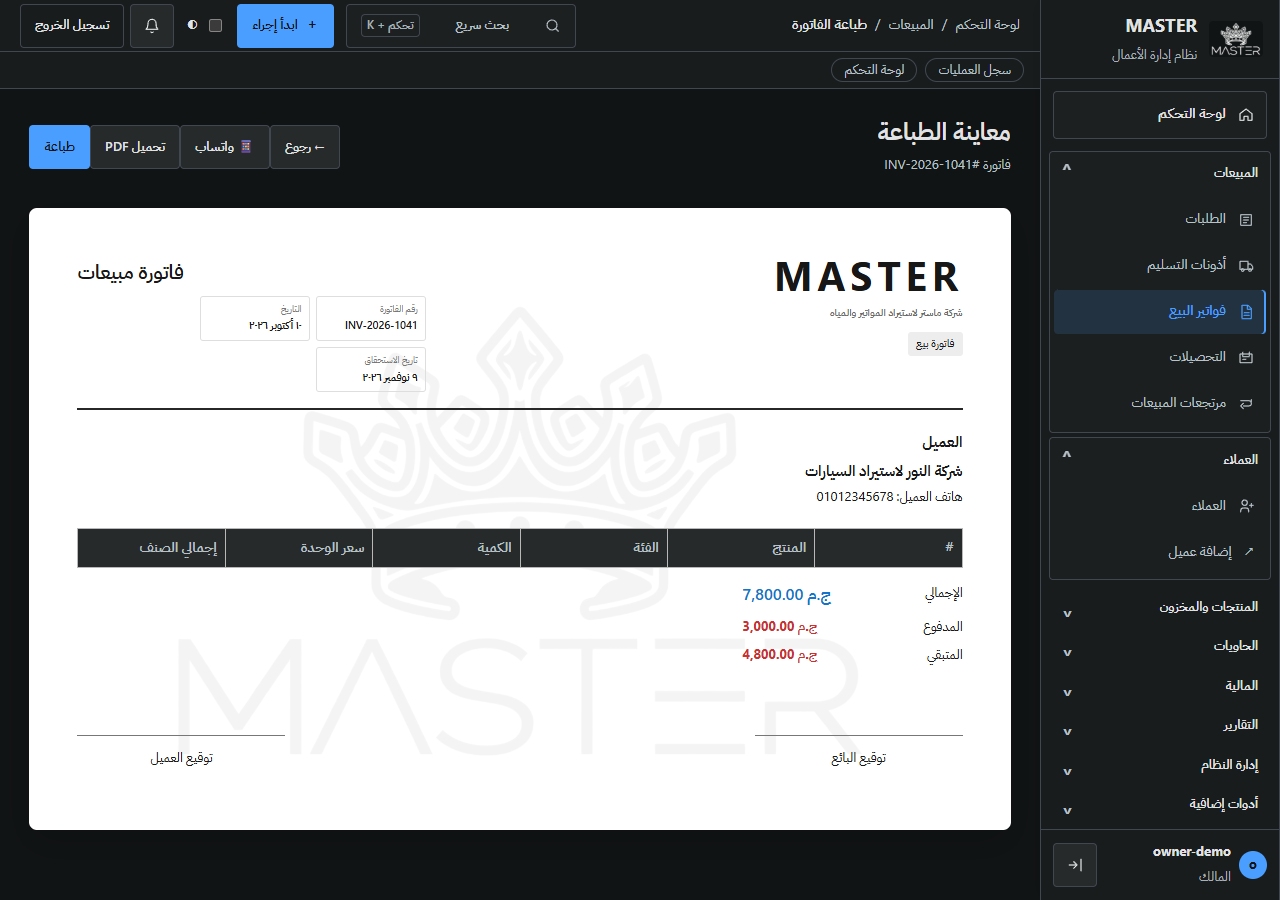 MASTER
نظام إدارة الأعمال
MASTER
لوحة التحكم / المبيعات / طباعة الفاتورة
بحث سريع تحكم + K
+ ابدأ إجراء
تسجيل الخروج
سجل العمليات
لوحة التحكم
لوحة التحكم
المبيعات
الطلبات
أذونات التسليم
فواتير البيع
التحصيلات
مرتجعات المبيعات
العملاء
العملاء
إضافة عميل
المنتجات والمخزون
الحاويات
المالية
التقارير
إدارة النظام
أدوات إضافية
owner-demo
المالك
o
معاينة الطباعة
فاتورة #INV-2026-1041
← رجوع
واتساب
تحميل PDF
طباعة
MASTER
شركة ماستر لاستيراد المواتير والمياه
فاتورة بيع
فاتورة مبيعات
رقم الفاتورة
INV-2026-1041
التاريخ
١٠ أكتوبر ٢٠٢٦
تاريخ الاستحقاق
٩ نوفمبر ٢٠٢٦
العميل
شركة النور لاستيراد السيارات
هاتف العميل: 01012345678
# المنتج الفئة الكمية سعر الوحدة إجمالي الصنف
الإجمالي ج.م 7,800.00
المدفوع ج.م 3,000.00
المتبقي ج.م 4,800.00
MASTER
توقيع البائع
توقيع العميل